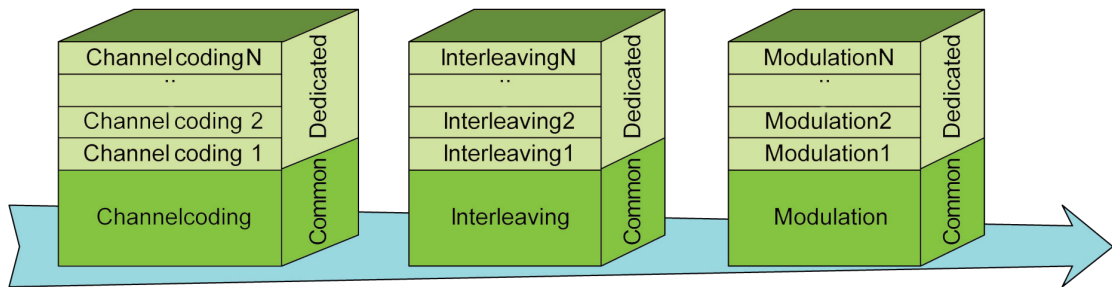 Channel coding N
..
Channel coding 2
Channel coding 1
Channelcoding
Dedicated
Common
InterleavingN
..
Interleaving2
Interleaving1
Interleaving
Dedicated
Common
ModulationN
..
Modulation2
Modulation1
Modulation
Dedicated
Common